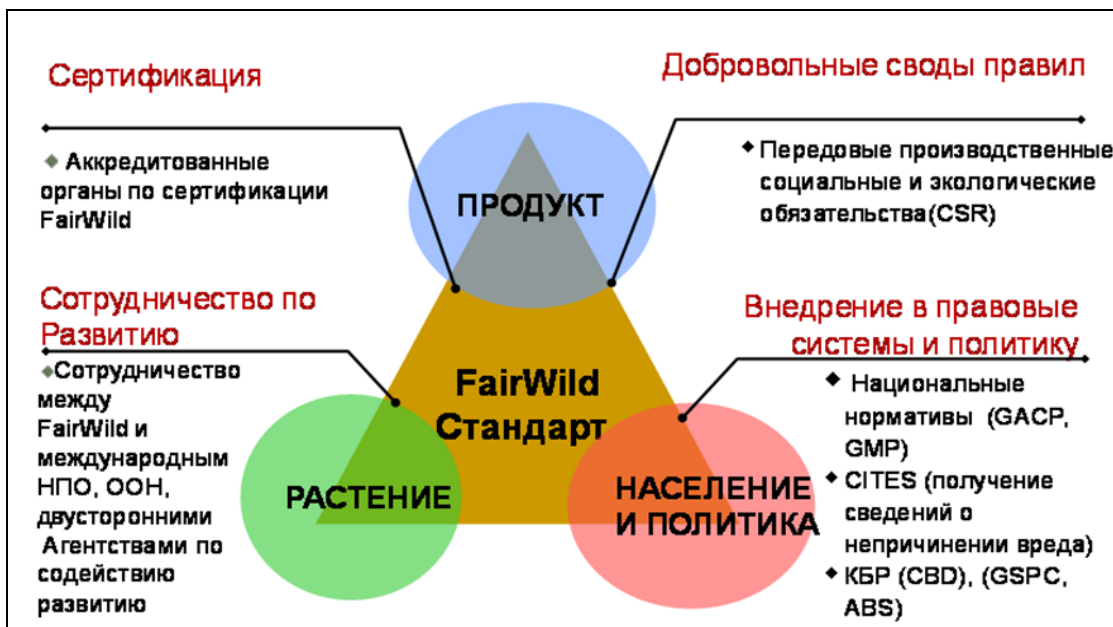 Сертификация
◆ Аккредитованные
органы по сертификации
FairWild
Добровольные своды правил
◆ Передовые производственные
социальные и экологические
обязательства(CSR)
ПРОДУКТ
Сотрудничество по
Развитию
◆Сотрудничество
между
FairWild и
международным
НПО, ООН,
двусторонними
Агентствами по
содействию
развитию
FairWild
Стандарт
РАСТЕНИЕ
НАСЕЛЕНИЕ
И ПОЛИТИКА
Внедрение в правовые
системы и политику
◆ Национальные
нормативы (GACP,
GMP)
◆ CITES (получение
сведений о
непричинении вреда)
◆ КБР (CBD), (GSPC,
ABS)